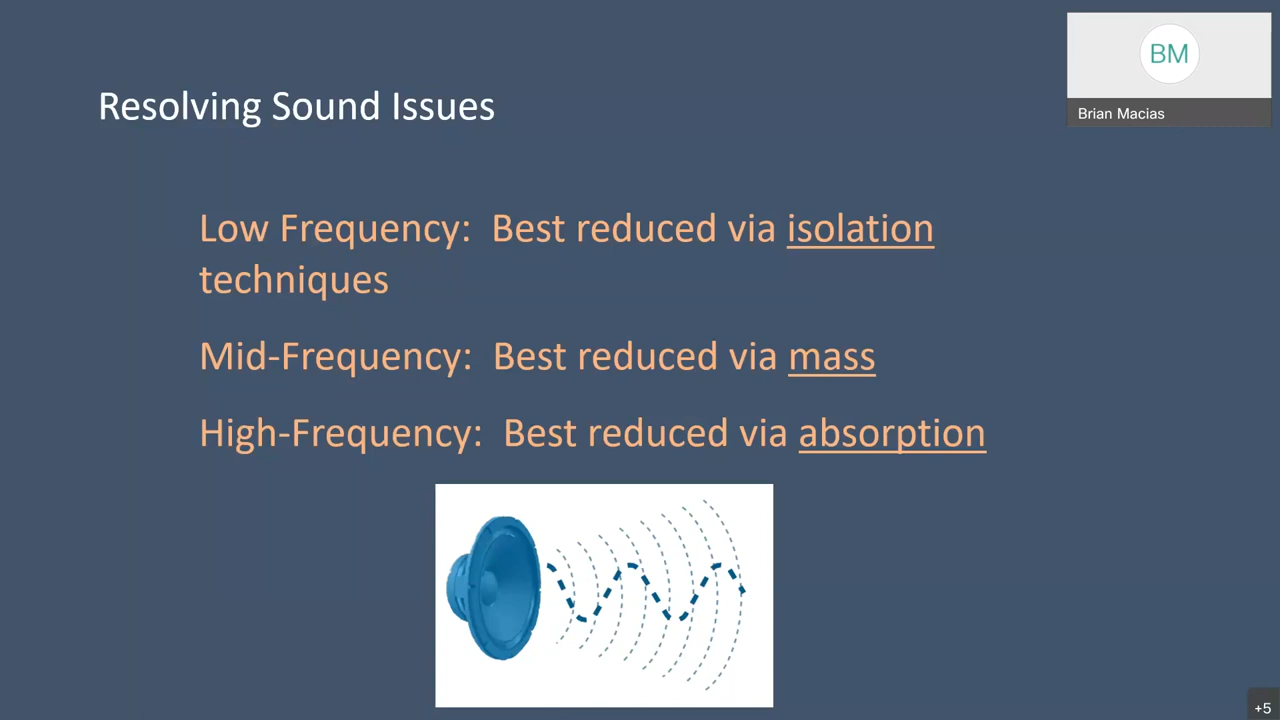 BM
Brian Macias
Resolving Sound Issues
Low Frequency: Best reduced via isolation
techniques
Mid-Frequency: Best reduced via mass
High-Frequency: Best reduced via absorption
+5